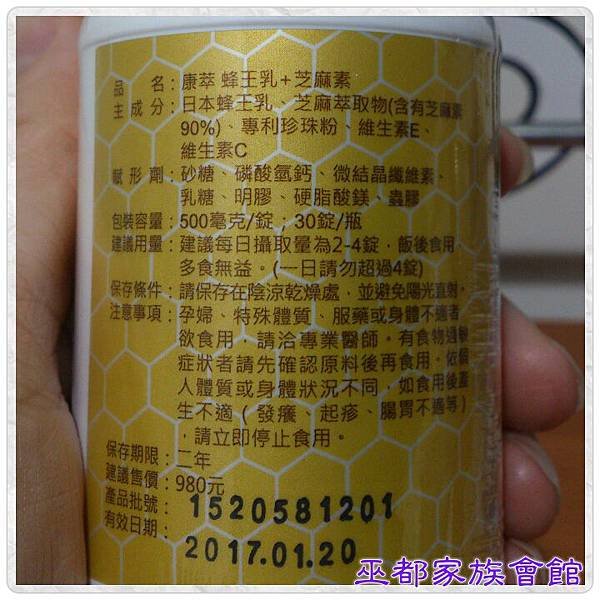 品　　名：康萃 蜂王乳＋芝麻素
主 成 分：日本蜂王乳、芝麻萃取物(含有芝麻素
90%)、專利珍珠粉、維生素E、
維生素C
賦 形 劑：砂糖、磷酸氫鈣、微結晶纖維素、
乳糖、明膠、硬脂酸鎂、蟲膠
包裝容量：500毫克/錠；30錠/瓶
建議用量：建議每日攝取量為2-4錠，飯後食用，
多食無益。(一日請勿超過4錠)
保存條件：請保存在陰涼乾燥處，並避免陽光直射。
注意事項：孕婦、特殊體質、服藥或身體不適者
欲食用，請洽專業醫師。有食物過敏
症狀者請先確認原料後再食用。依個
人體質或身體狀況不同，如食用後產
生不適（發癢、起疹、腸胃不適等）
，請立即停止食用。
保存期限：二年
建議售價：980元
產品批號：1520581201
有效日期：2017.01.20
巫都家族會館